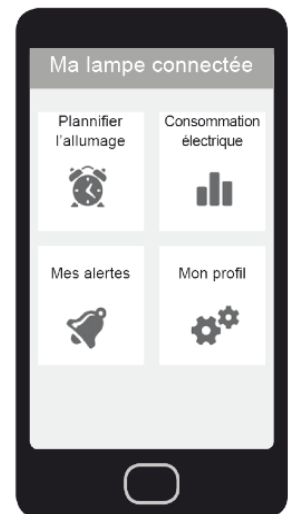 Ma lampe connectée
Plannifier
l'allumage
Consommation
électrique
Mes alertes
Mon profil